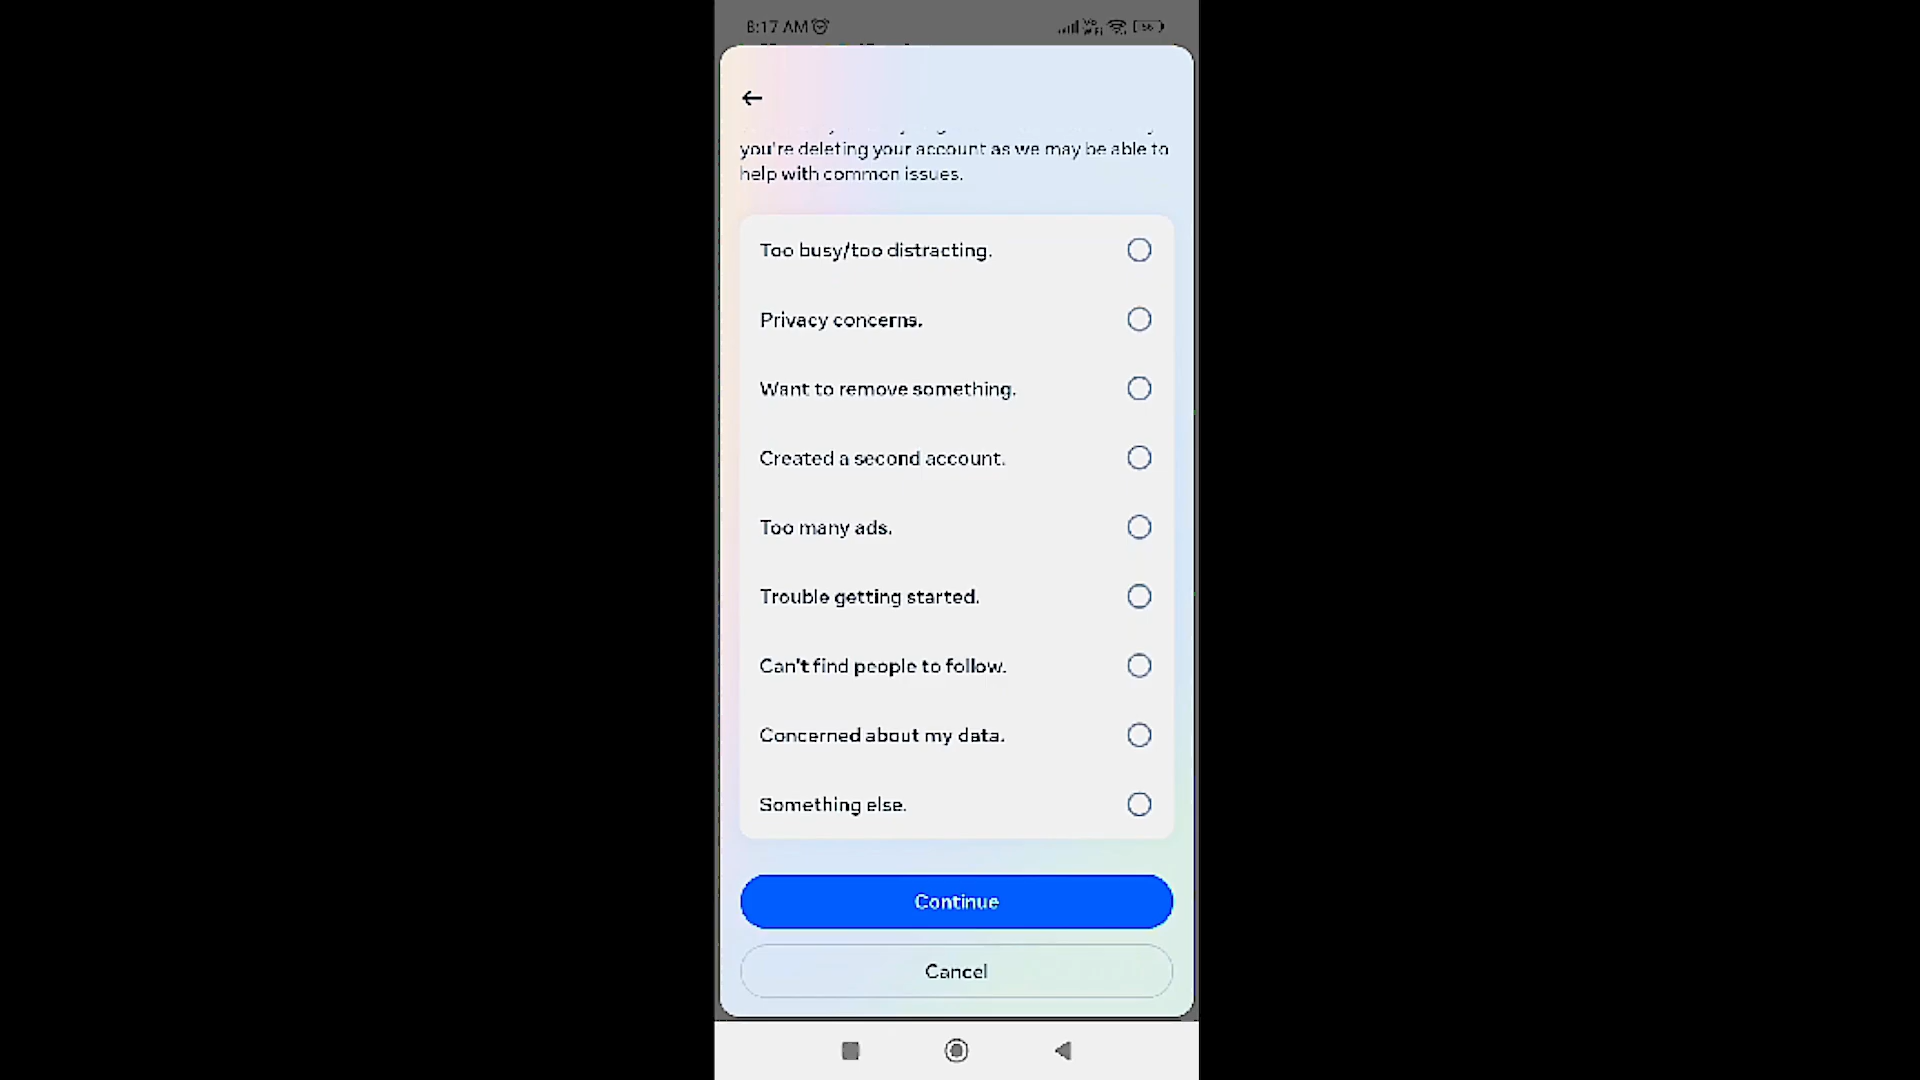 8:17 AM
you're deleting your account as we may be able to
help with common issues.
Too busy/too distracting.
Privacy concerns.
Want to remove something.
Created a second account.
Too many ads.
Trouble getting started.
Can't find people to follow.
Concerned about my data.
Something else.
Continue
Cancel